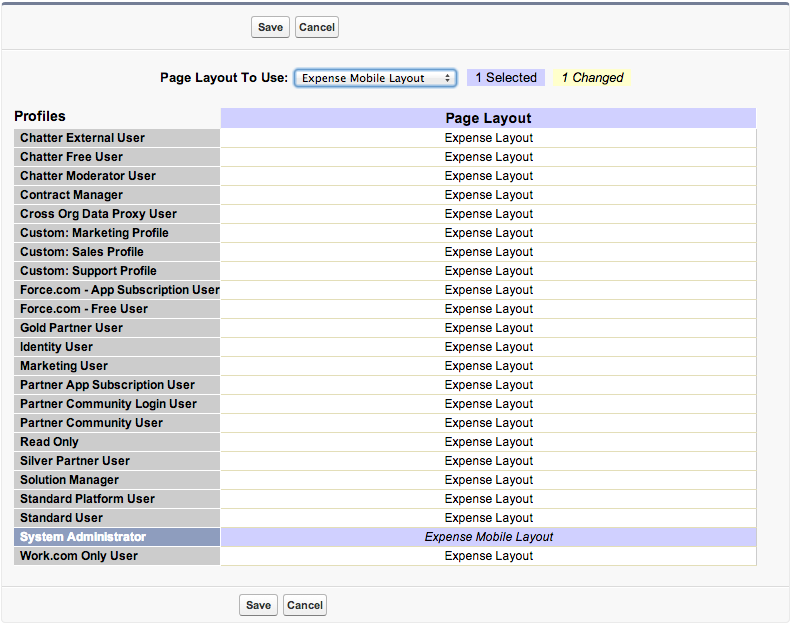 Save Cancel
Page Layout To Use: Expense Mobile Layout 1 Selected 1 Changed
Profiles Page Layout
Chatter External User Expense Layout
Chatter Free User Expense Layout
Chatter Moderator User Expense Layout
Contract Manager Expense Layout
Cross Org Data Proxy User Expense Layout
Custom: Marketing Profile Expense Layout
Custom: Sales Profile Expense Layout
Custom: Support Profile Expense Layout
Force.com - App Subscription User Expense Layout
Force.com - Free User Expense Layout
Gold Partner User Expense Layout
Identity User Expense Layout
Marketing User Expense Layout
Partner App Subscription User Expense Layout
Partner Community Login User Expense Layout
Partner Community User Expense Layout
Read Only Expense Layout
Silver Partner User Expense Layout
Solution Manager Expense Layout
Standard Platform User Expense Layout
Standard User Expense Layout
System Administrator Expense Mobile Layout
Work.com Only User Expense Layout
Save Cancel